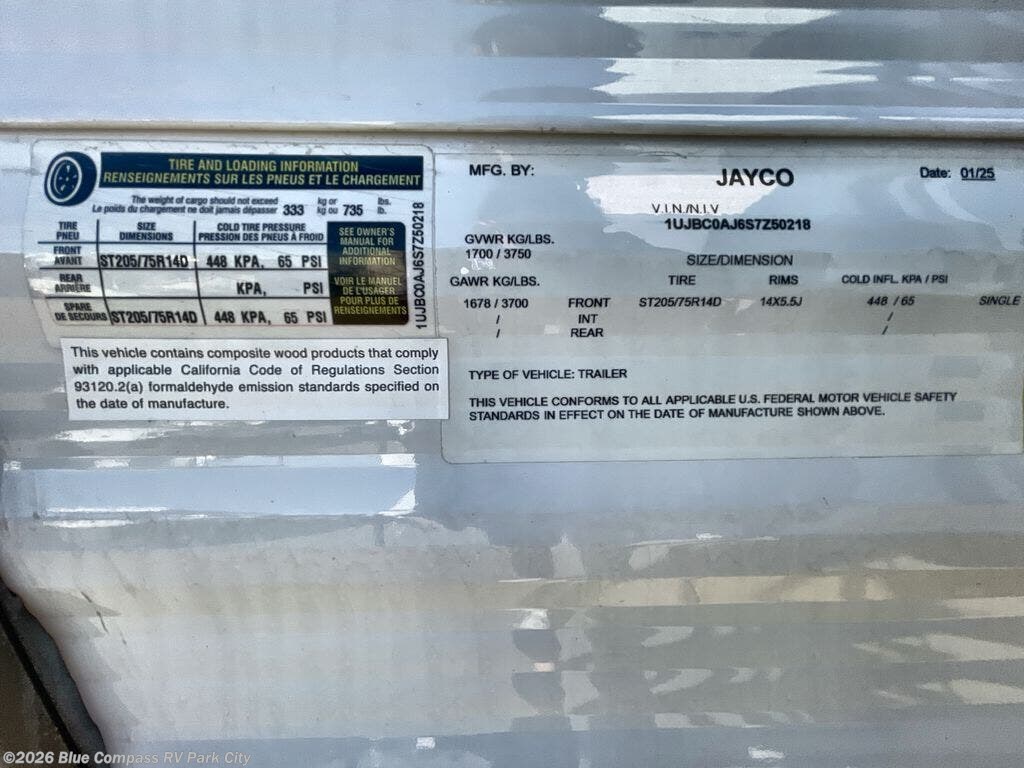 TIRE AND LOADING INFORMATION
RENSEIGNEMENTS SUR LES PNEUS ET LE CHARGEMENT
The weight of cargo should not exceed kg or lbs.
Le poids du chargement ne doit jamais dépasser 333 kg ou 735 lb.
TIRE PNEU SIZE DIMENSIONS COLD TIRE PRESSURE PRESSION DES PNEUS À FROID
FRONT AVANT ST205/75R14D 448 KPA, 65 PSI
REAR ARRIÈRE KPA, PSI
SPARE DE SECOURS ST205/75R14D 448 KPA, 65 PSI
SEE OWNER'S
MANUAL FOR
ADDITIONAL
INFORMATION
VOIR LE MANUEL
DE L'USAGER
POUR PLUS DE
RENSEIGNEMENTS
1UJBC0AJ6S7Z50218
This vehicle contains composite wood products that comply
with applicable California Code of Regulations Section
93120.2(a) formaldehyde emission standards specified on
the date of manufacture.
MFG. BY: JAYCO Date: 01/25
V.I.N./N.I.V
1UJBC0AJ6S7Z50218
GVWR KG/LBS.
1700 / 3750
SIZE/DIMENSION
GAWR KG/LBS. TIRE RIMS COLD INFL. KPA / PSI
1678 / 3700 FRONT ST205/75R14D 14X5.5J 448 / 65 SINGLE
/ INT /
/ REAR /
TYPE OF VEHICLE: TRAILER
THIS VEHICLE CONFORMS TO ALL APPLICABLE U.S. FEDERAL MOTOR VEHICLE SAFETY
STANDARDS IN EFFECT ON THE DATE OF MANUFACTURE SHOWN ABOVE.
©2026 Blue Compass RV Park City